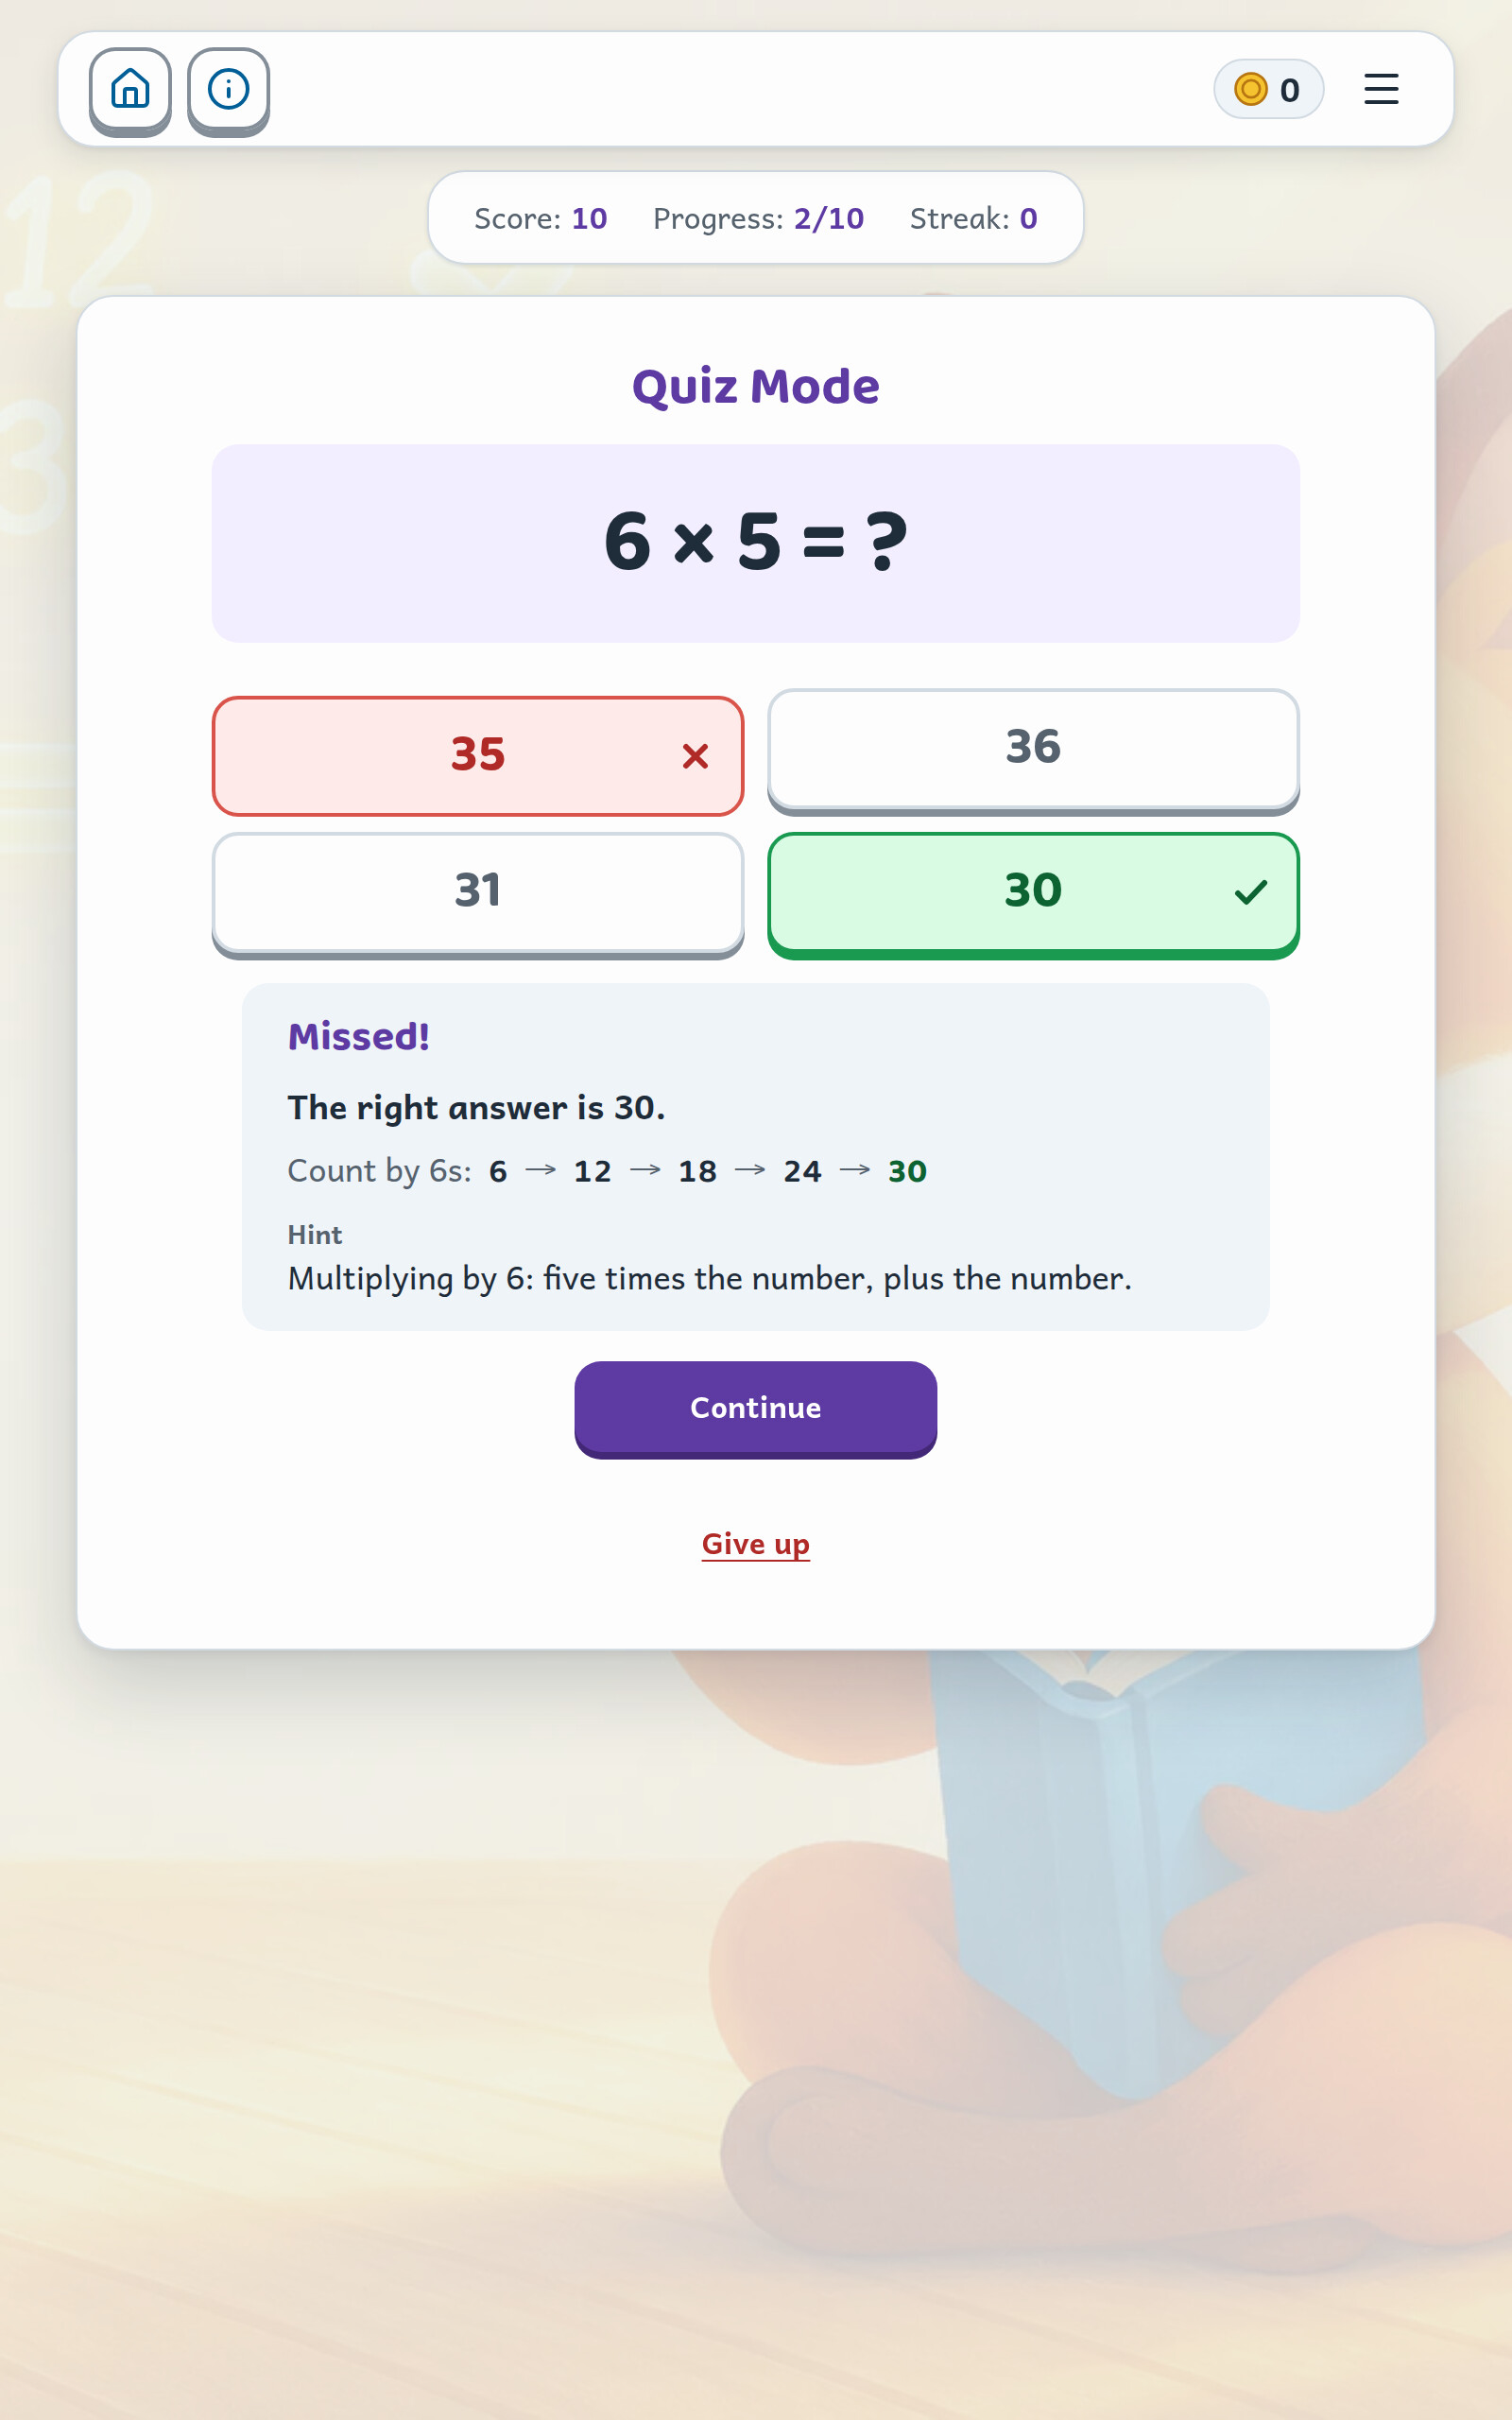 0
Score: 10 Progress: 2/10 Streak: 0
12
3
Quiz Mode
6 × 5 = ?
35
36
31
30
Missed!
The right answer is 30.
Count by 6s: 6 → 12 → 18 → 24 → 30
Hint
Multiplying by 6: five times the number, plus the number.
Continue
Give up